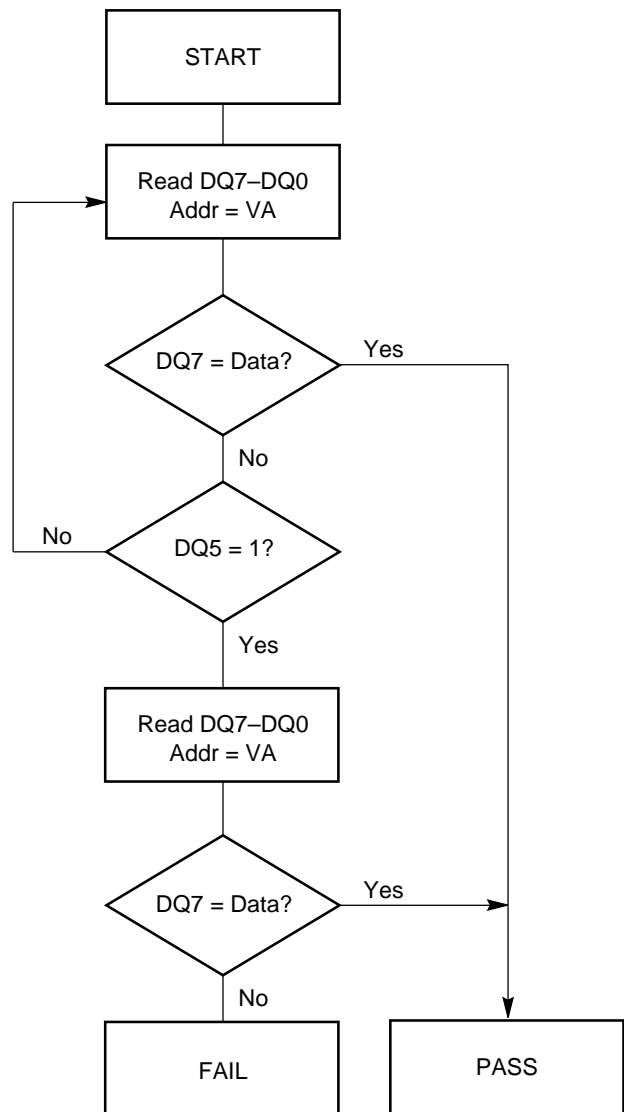 START
Read DQ7–DQ0
Addr = VA
DQ7 = Data?
Yes
No
No
DQ5 = 1?
Yes
Read DQ7–DQ0
Addr = VA
DQ7 = Data?
Yes
No
FAIL
PASS